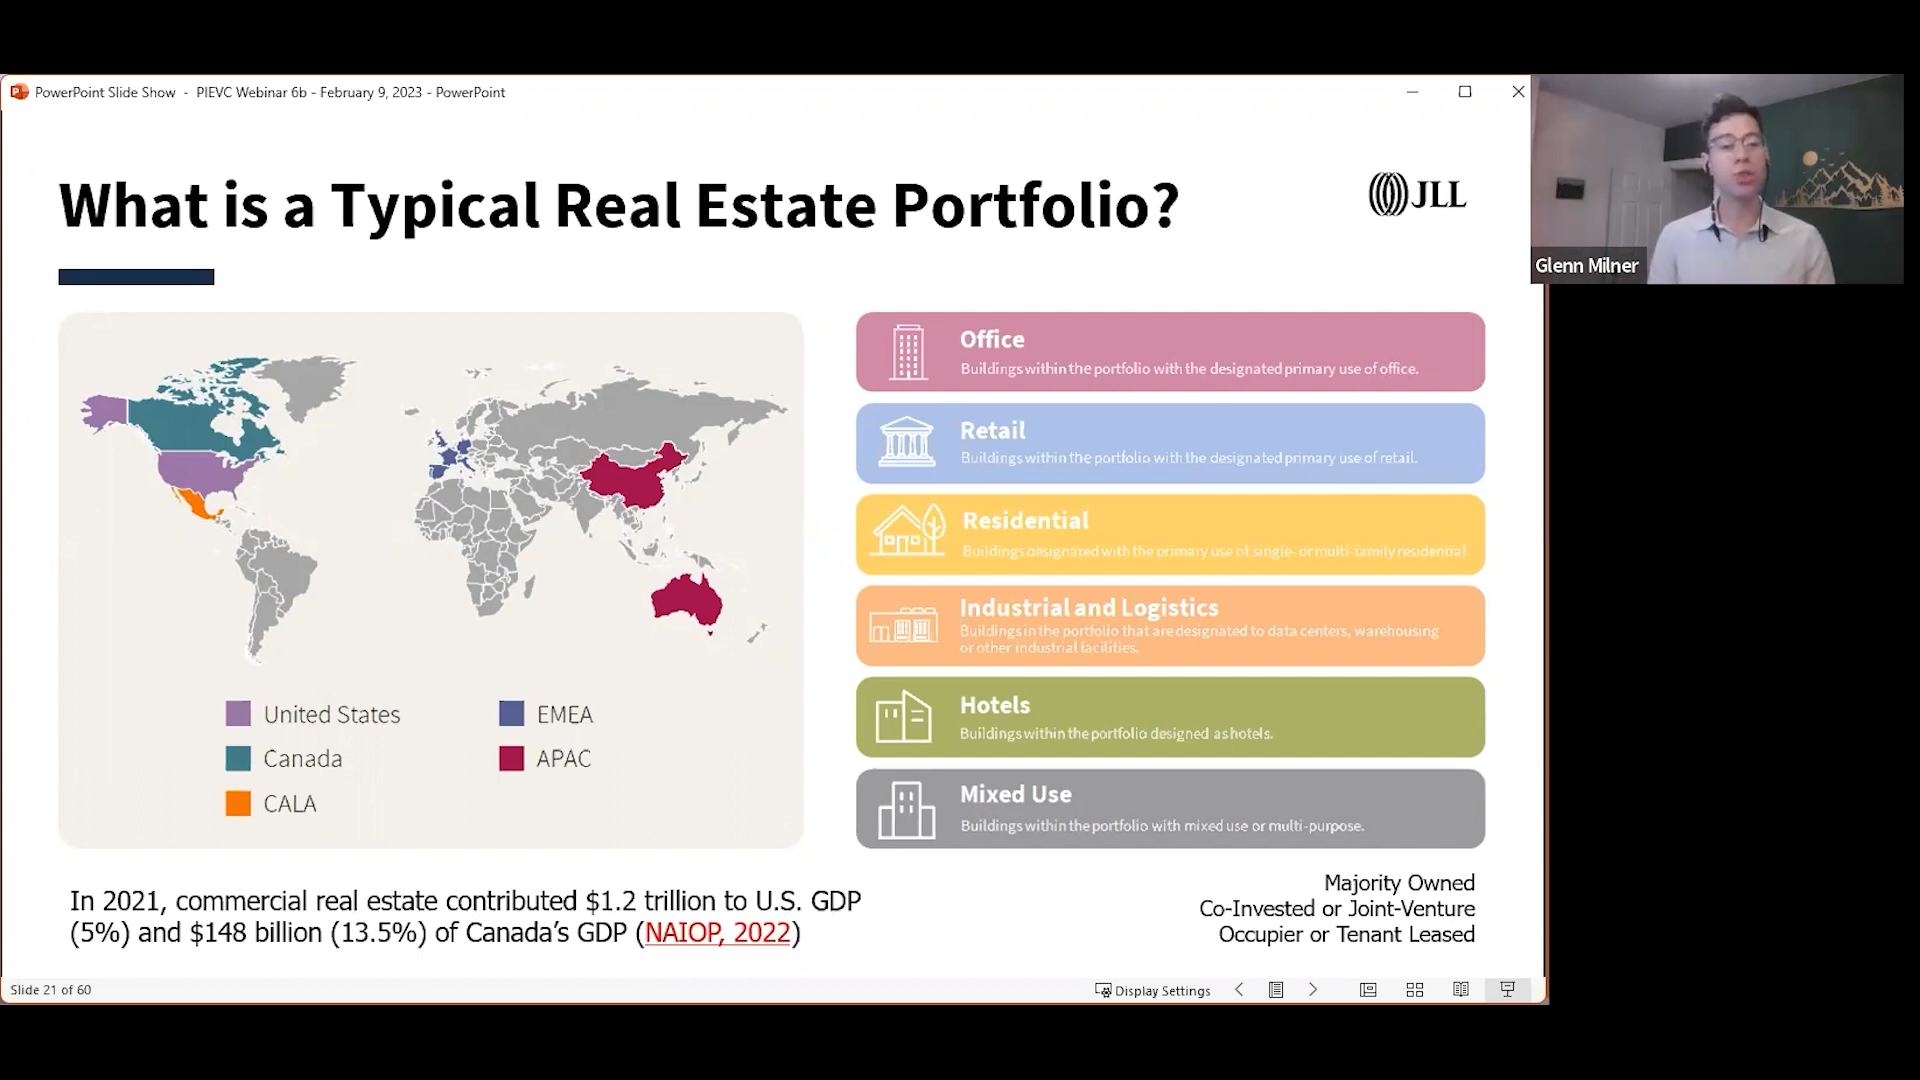 PowerPoint Slide Show - PIEVC Webinar 6b - February 9, 2023 - PowerPoint
What is a Typical Real Estate Portfolio?
JLL
Glenn Milner
United States
Canada
CALA
EMEA
APAC
Office
Buildings within the portfolio with the designated primary use of office.
Retail
Buildings within the portfolio with the designated primary use of retail.
Residential
Buildings designated with the primary use of single- or multi-family residential.
Industrial and Logistics
Buildings in the portfolio that are designated to data centers, warehousing
or other industrial facilities.
Hotels
Buildings within the portfolio designed as hotels.
Mixed Use
Buildings within the portfolio with mixed use or multi-purpose.
In 2021, commercial real estate contributed $1.2 trillion to U.S. GDP
(5%) and $148 billion (13.5%) of Canada's GDP (NAIOP, 2022)
Majority Owned
Co-Invested or Joint-Venture
Occupier or Tenant Leased
Slide 21 of 60
Display Settings